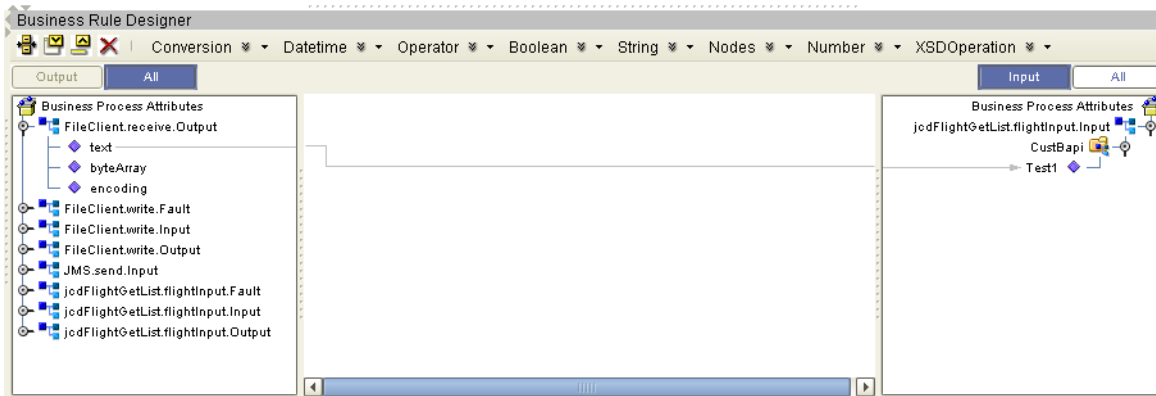 Business Rule Designer
Conversion Datetime Operator Boolean String Nodes Number XSDOperation
Output All Input All
Business Process Attributes
FileClient.receive.Output
text
byteArray
encoding
FileClient.write.Fault
FileClient.write.Input
FileClient.write.Output
JMS.send.Input
jcdFlightGetList.flightInput.Fault
jcdFlightGetList.flightInput.Input
jcdFlightGetList.flightInput.Output
Business Process Attributes
jcdFlightGetList.flightInput.Input
CustBapi
Test1